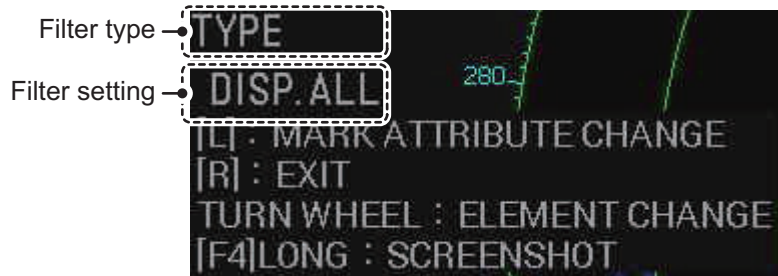 Filter type
TYPE
Filter setting
DISP.ALL
280
[L] : MARK ATTRIBUTE CHANGE
[R] : EXIT
TURN WHEEL : ELEMENT CHANGE
[F4]LONG : SCREENSHOT